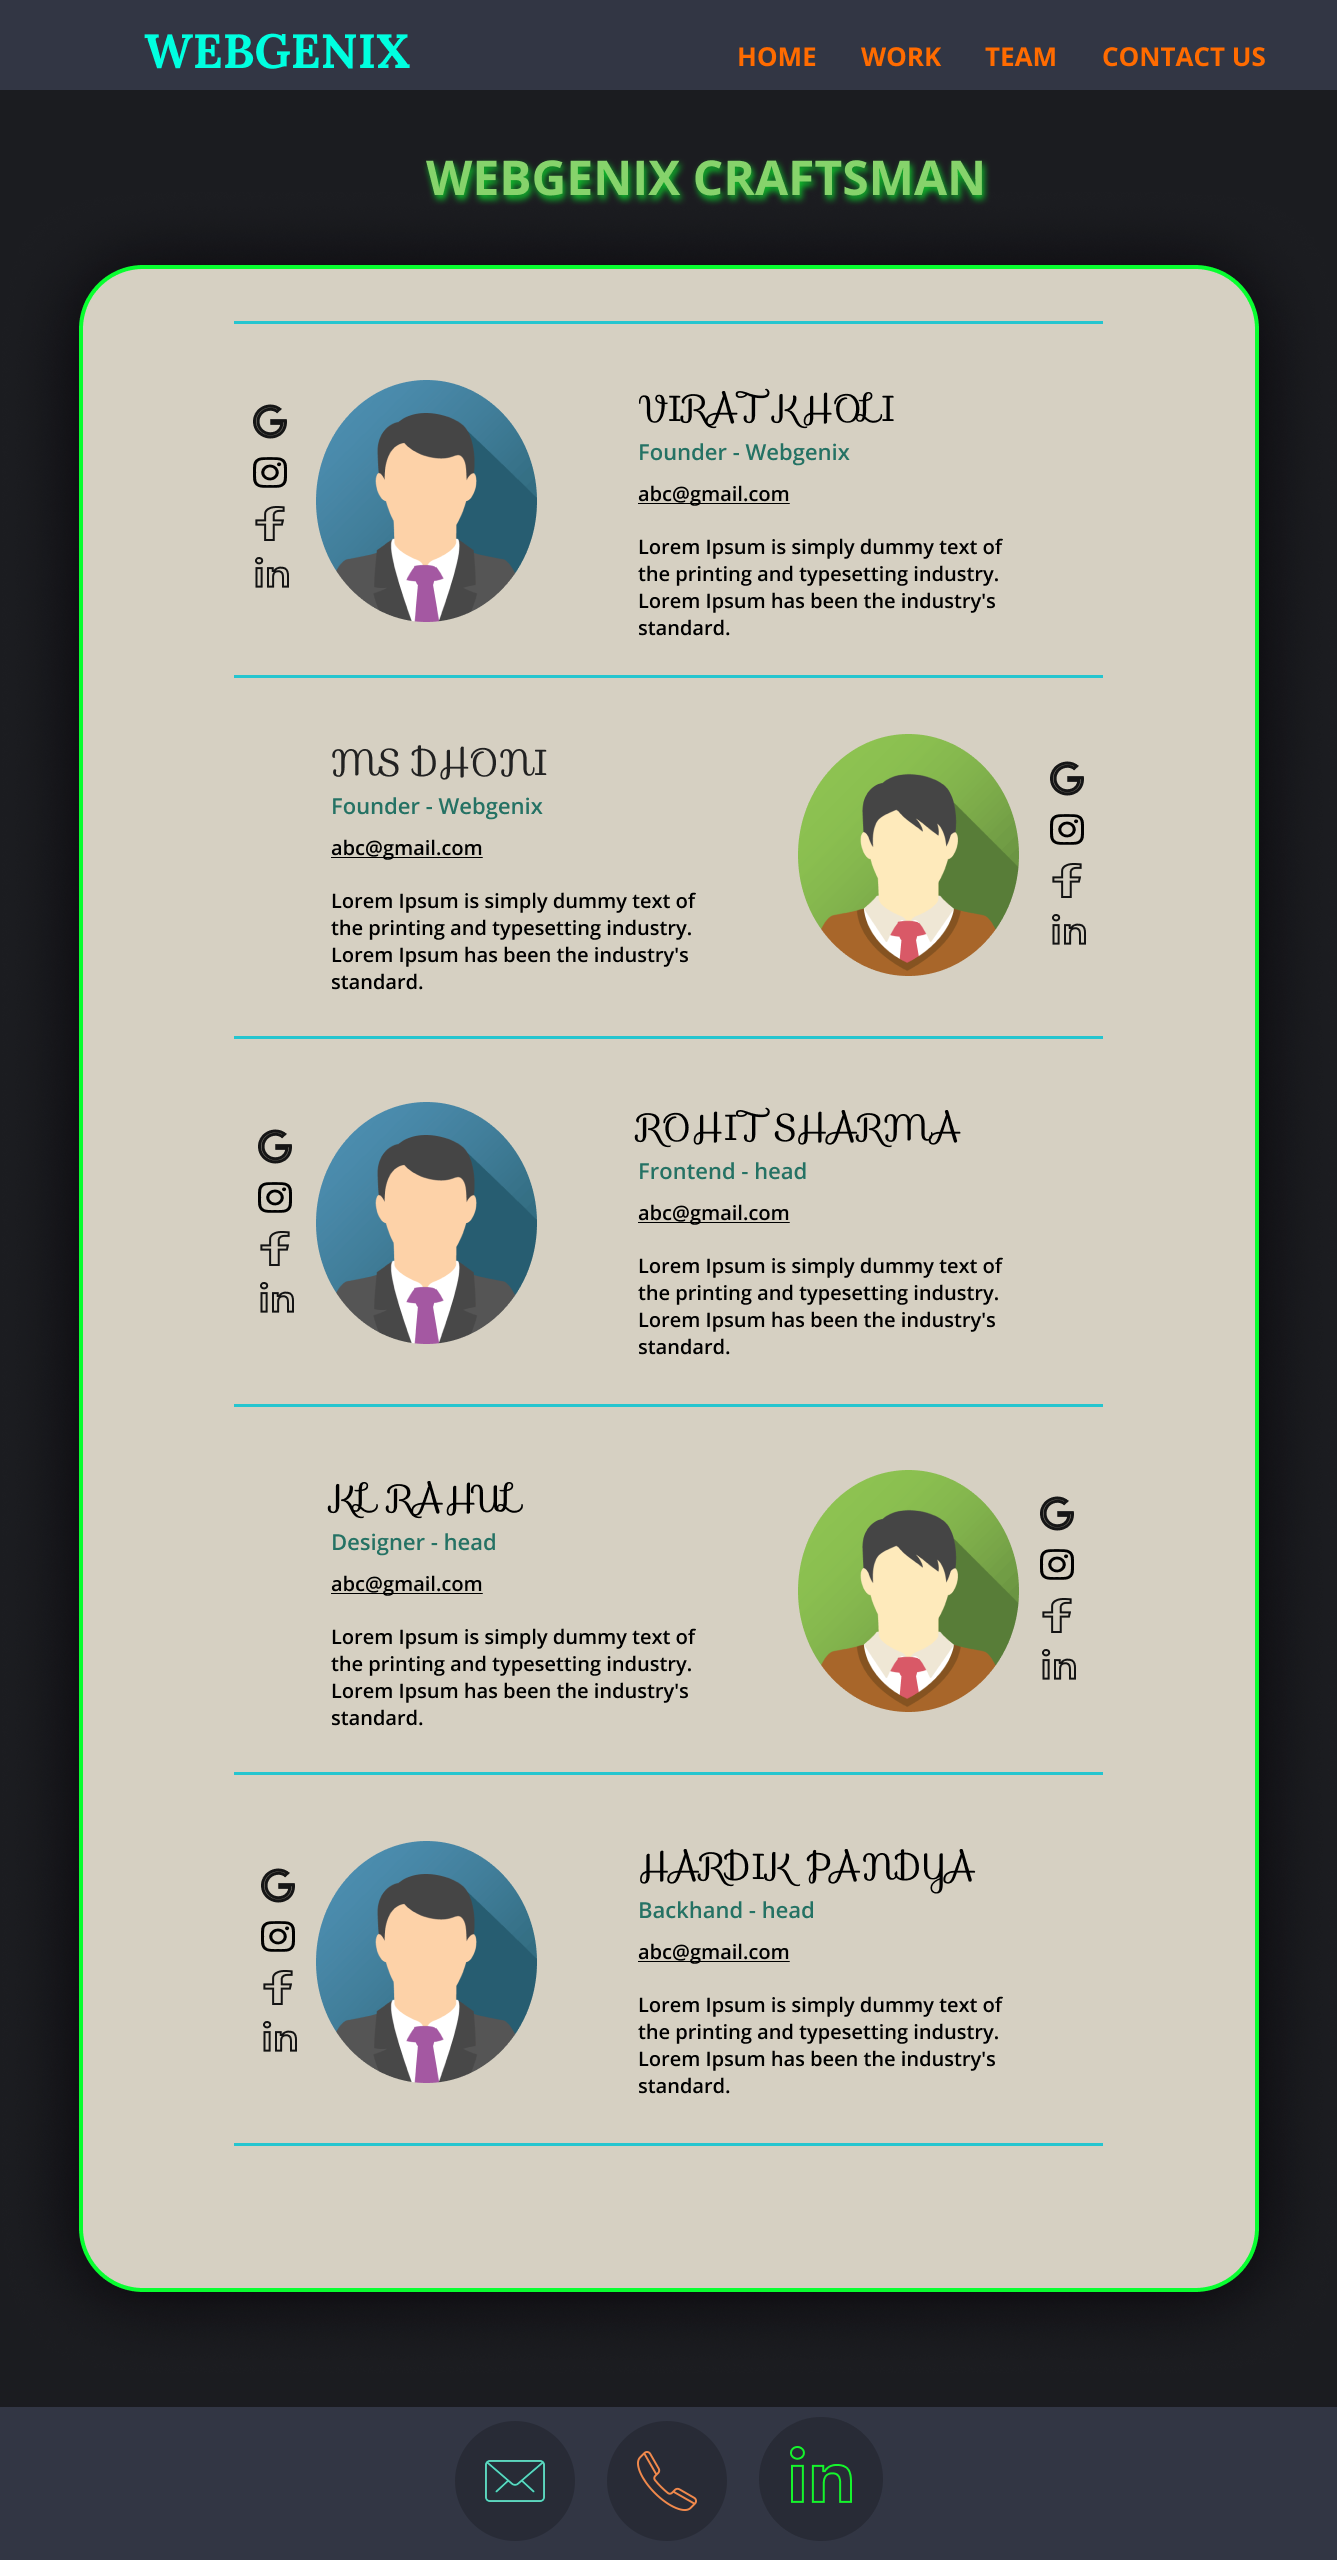 WEBGENIX
HOME WORK TEAM CONTACT US
WEBGENIX CRAFTSMAN
VIRAT KHOLI
Founder - Webgenix
abc@gmail.com
Lorem Ipsum is simply dummy text of
the printing and typesetting industry.
Lorem Ipsum has been the industry's
standard.
MS DHONI
Founder - Webgenix
abc@gmail.com
Lorem Ipsum is simply dummy text of
the printing and typesetting industry.
Lorem Ipsum has been the industry's
standard.
ROHIT SHARMA
Frontend - head
abc@gmail.com
Lorem Ipsum is simply dummy text of
the printing and typesetting industry.
Lorem Ipsum has been the industry's
standard.
KL RAHUL
Designer - head
abc@gmail.com
Lorem Ipsum is simply dummy text of
the printing and typesetting industry.
Lorem Ipsum has been the industry's
standard.
HARDIK PANDYA
Backhand - head
abc@gmail.com
Lorem Ipsum is simply dummy text of
the printing and typesetting industry.
Lorem Ipsum has been the industry's
standard.